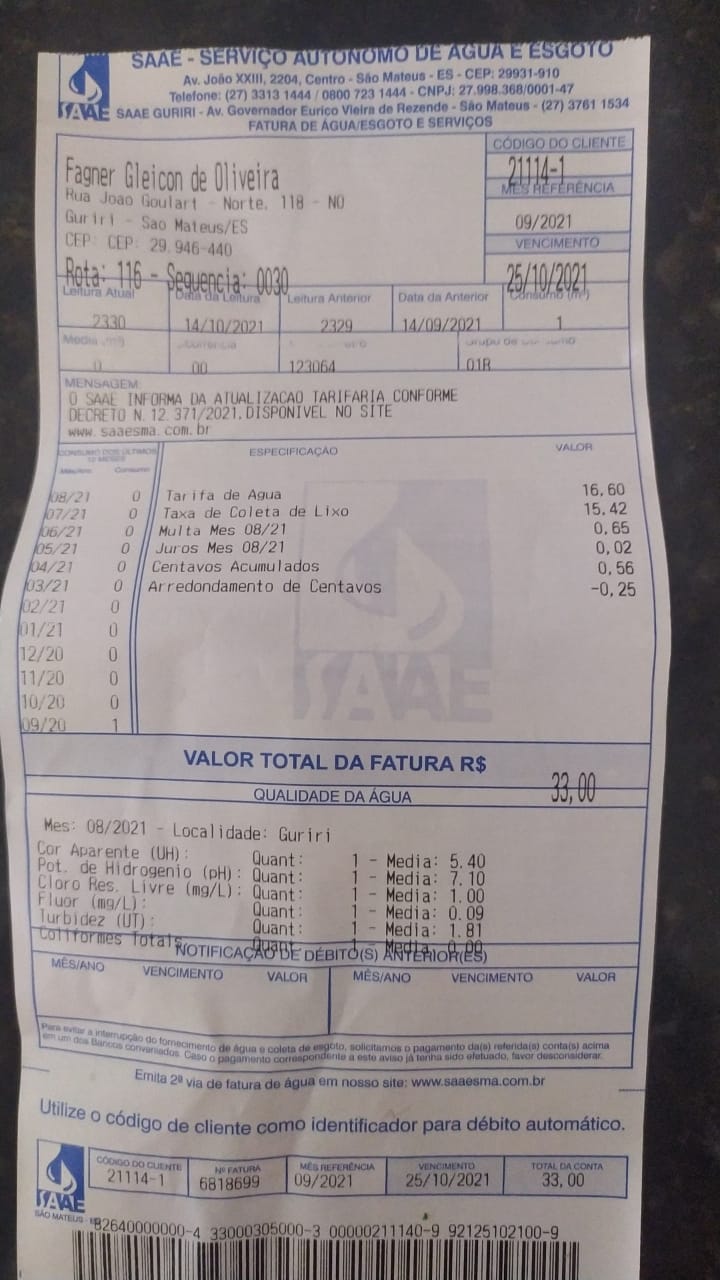 SAAE - SERVIÇO AUTÔNOMO DE ÁGUA E ESGOTO
Av. João XXIII, 2204, Centro - São Mateus - ES - CEP: 29931-910
Telefone: (27) 3313 1444 / 0800 723 1444 - CNPJ: 27.998.368/0001-47
SAAE GURIRI - Av. Governador Eurico Vieira de Rezende - São Mateus - (27) 3761 1534
FATURA DE ÁGUA/ESGOTO E SERVIÇOS
SAAE
CÓDIGO DO CLIENTE
21114-1
Fagner Gleicon de Oliveira
Rua Joao Goulart - Norte, 118 - NO
Guriri - Sao Mateus/ES
CEP: CEP: 29.946-440
Rota: 116 - Sequencia: 0030
MÊS REFERÊNCIA
09/2021
VENCIMENTO
25/10/2021
Leitura Atual Data da Leitura Leitura Anterior Data da Anterior Consumo (m³)
2330 14/10/2021 2329 14/09/2021 1
Media (m³)
0 00 123064 01R
MENSAGEM
O SAAE INFORMA DA ATUALIZACAO TARIFARIA CONFORME
DECRETO N.12.371/2021.DISPONIVEL NO SITE
www.saaesma.com.br
CONSUMO DOS ÚLTIMOS
12 MESES
Mês/Ano Consumo
ESPECIFICAÇÃO VALOR
08/21 0 Tarifa de Agua 16,60
07/21 0 Taxa de Coleta de Lixo 15,42
06/21 0 Multa Mes 08/21 0,65
05/21 0 Juros Mes 08/21 0,02
04/21 0 Centavos Acumulados 0,56
03/21 0 Arredondamento de Centavos -0,25
02/21 0
01/21 0
12/20 0
11/20 0
10/20 0
09/20 1
SAAE
VALOR TOTAL DA FATURA R$ 33,00
QUALIDADE DA ÁGUA
Mes: 08/2021 - Localidade: Guriri
Cor Aparente (UH): Quant: 1 - Media: 5.40
Pot. de Hidrogenio (pH): Quant: 1 - Media: 7.10
Cloro Res. Livre (mg/L): Quant: 1 - Media: 1.00
Fluor (mg/L): Quant: 1 - Media: 0.09
Turbidez (UT): Quant: 1 - Media: 1.81
Coliformes Totais Quant: 1 - Media: 0.00
NOTIFICAÇÃO DE DÉBITO(S) ANTERIOR(ES)
MÊS/ANO VENCIMENTO VALOR MÊS/ANO VENCIMENTO VALOR
Para evitar a interrupção do fornecimento de água e coleta de esgoto, solicitamos o pagamento da(s) referida(s) conta(s) acima
em um dos Bancos conveniados. Caso o pagamento correspondente a este aviso já tenha sido efetuado, favor desconsiderar.
Emita 2ª via de fatura de água em nosso site: www.saaesma.com.br
Utilize o código de cliente como identificador para débito automático.
CÓDIGO DO CLIENTE Nº FATURA MÊS REFERÊNCIA VENCIMENTO TOTAL DA CONTA
21114-1 6818699 09/2021 25/10/2021 33,00
SAAE
SÃO MATEUS - ES
82640000000-4 33000305000-3 00000211140-9 92125102100-9